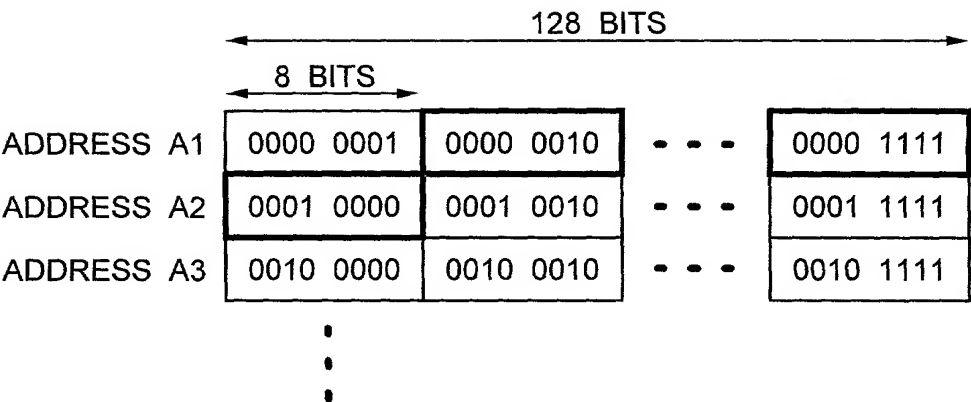 128 BITS
8 BITS
ADDRESS A1 0000 0001 0000 0010 - - - 0000 1111
ADDRESS A2 0001 0000 0001 0010 - - - 0001 1111
ADDRESS A3 0010 0000 0010 0010 - - - 0010 1111